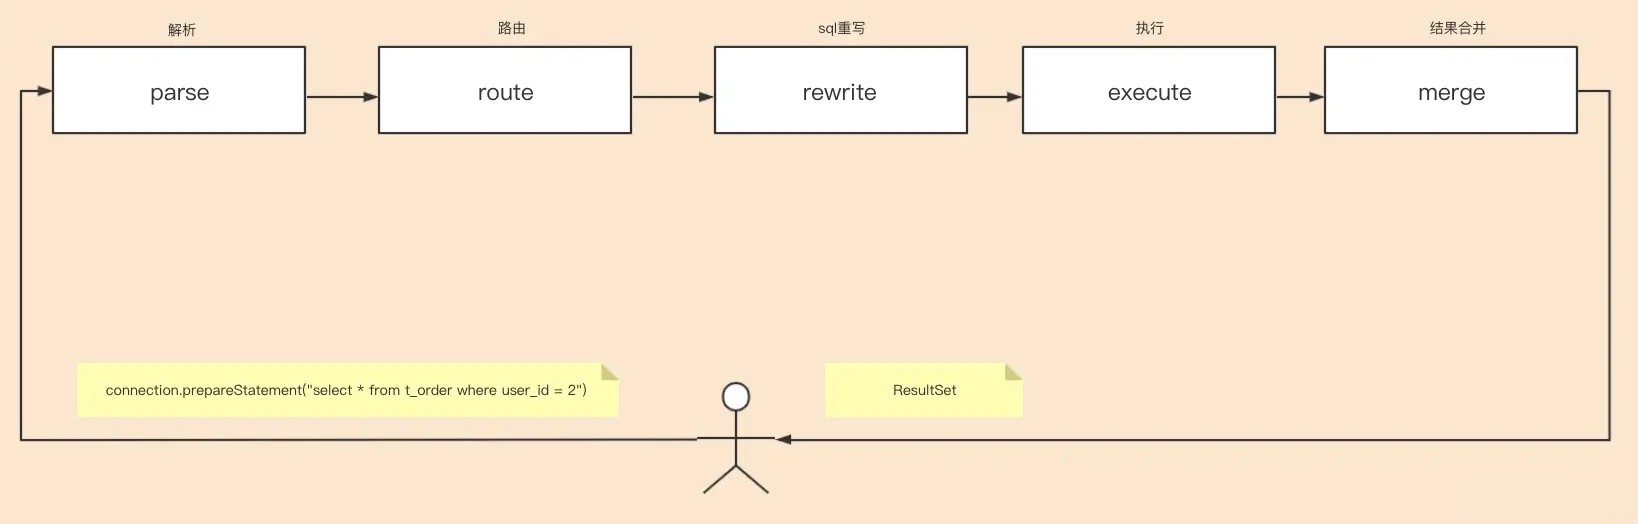 解析
路由
sql重写
执行
结果合并
parse
route
rewrite
execute
merge
connection.prepareStatement("select * from t_order where user_id = 2")
ResultSet